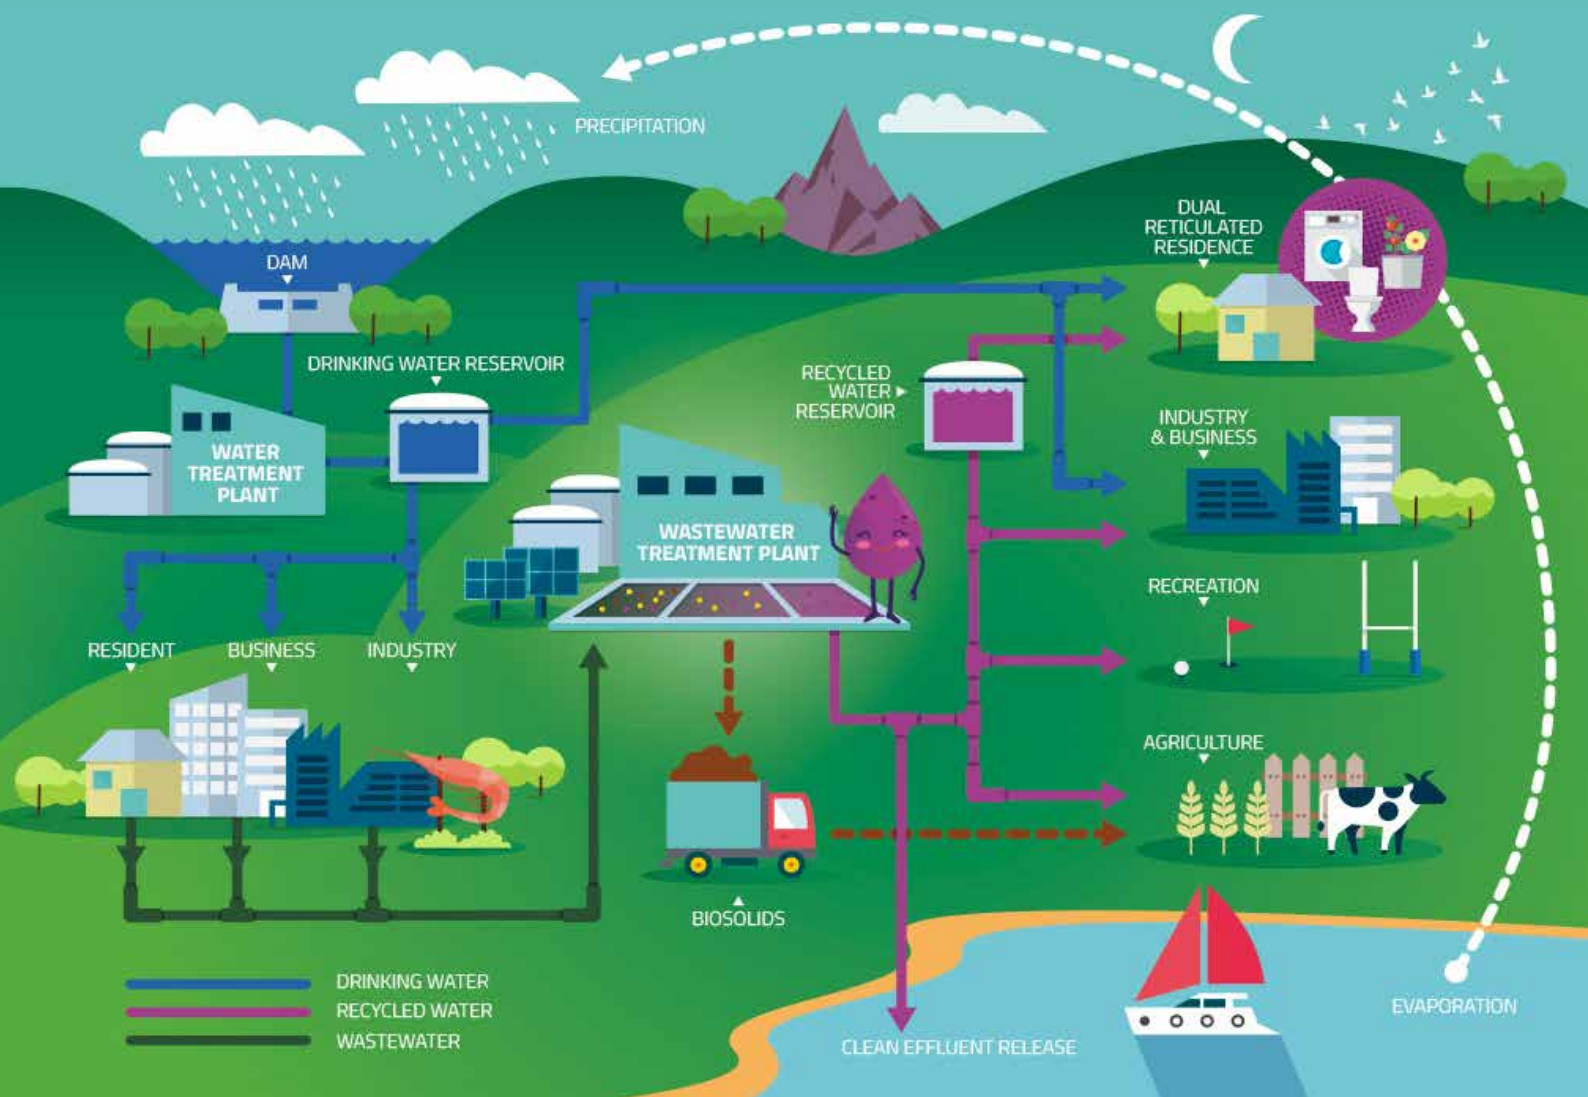 PRECIPITATION
DAM
DUAL
RETICULATED
RESIDENCE
DRINKING WATER RESERVOIR
RECYCLED
WATER
RESERVOIR
WATER
TREATMENT
PLANT
INDUSTRY
& BUSINESS
WASTEWATER
TREATMENT PLANT
RECREATION
RESIDENT
BUSINESS
INDUSTRY
AGRICULTURE
BIOSOLIDS
DRINKING WATER
RECYCLED WATER
WASTEWATER
EVAPORATION
CLEAN EFFLUENT RELEASE